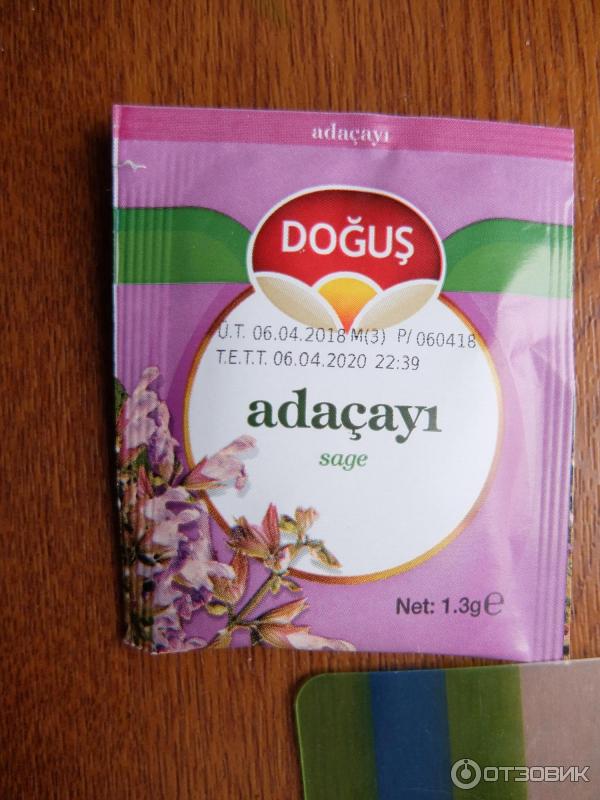 adaçayı
DOĞUŞ
Ü.T. 06.04.2018 M(3) P/060418
T.E.T.T. 06.04.2020 22:39
adaçayı
sage
Net: 1.3g℮
ОТЗОВИК